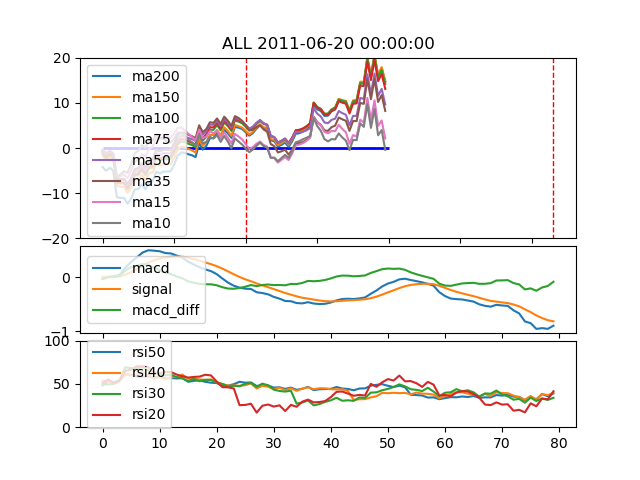 ALL 2011-06-20 00:00:00
20
10
0
−10
−20
ma200
ma150
ma100
ma75
ma50
ma35
ma15
ma10
0
−1
macd
signal
macd_diff
100
50
0
rsi50
rsi40
rsi30
rsi20
0 10 20 30 40 50 60 70 80